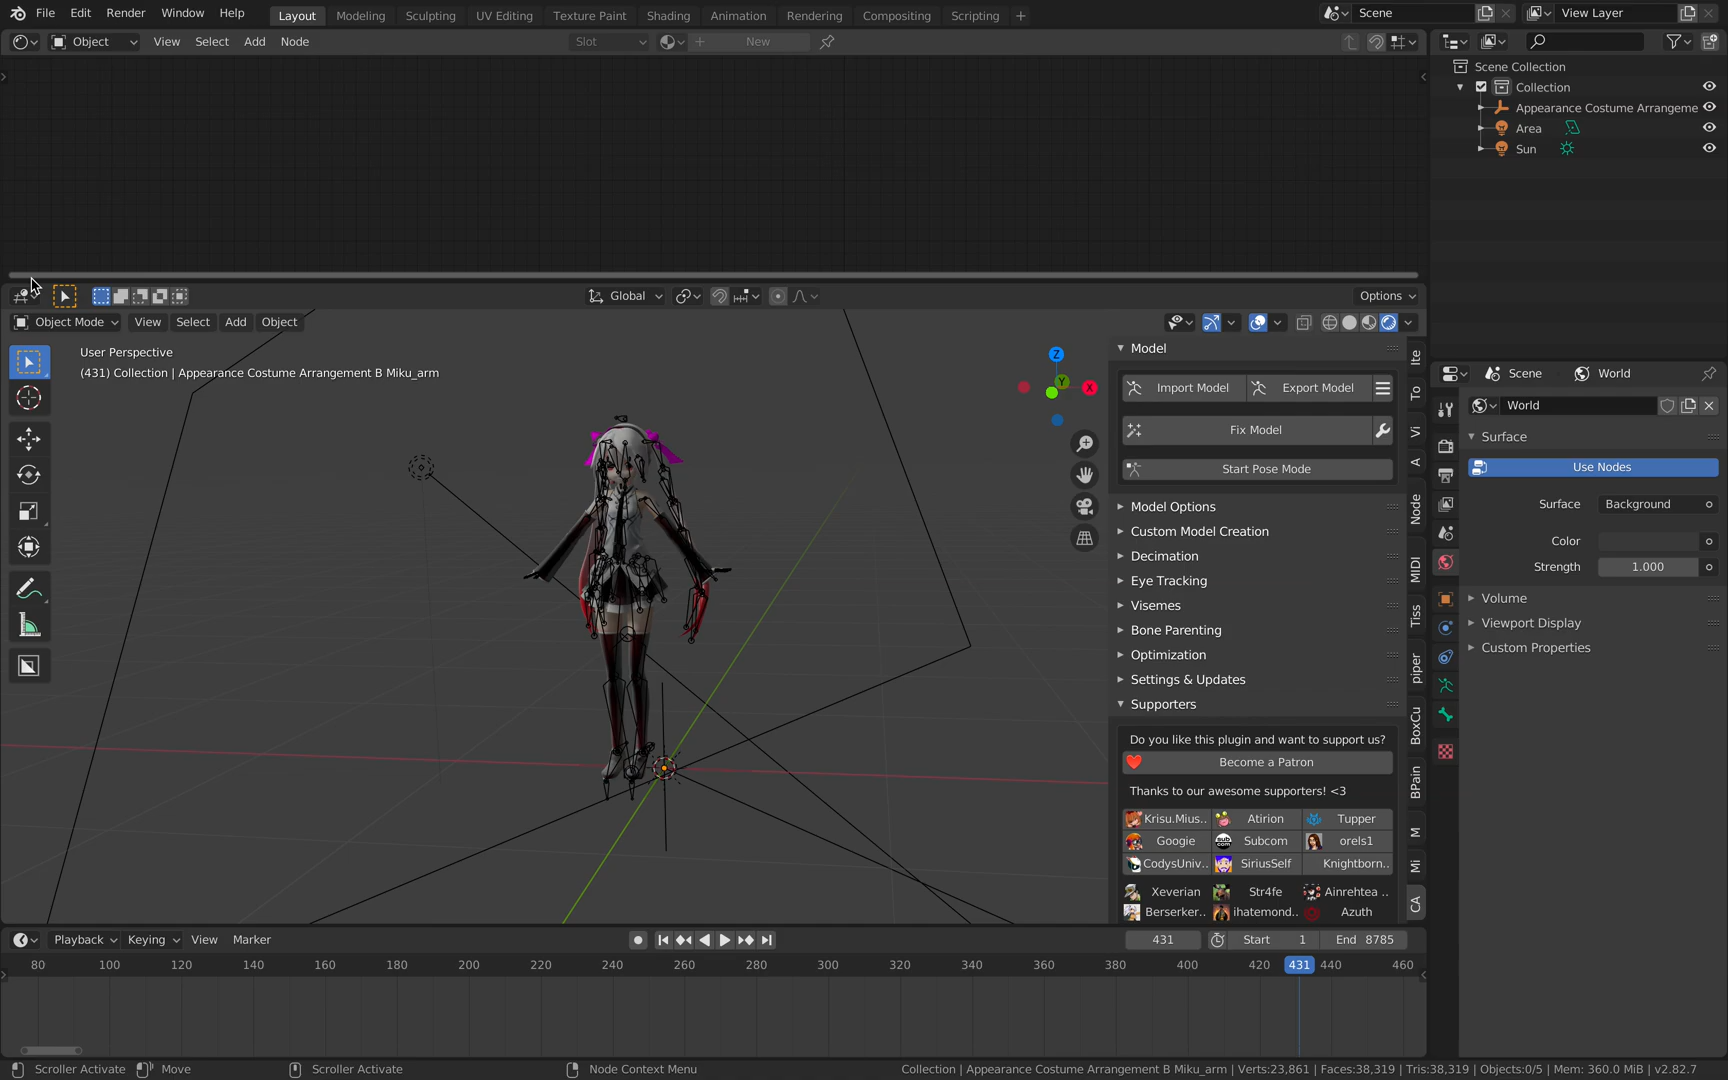 File Edit Render Window Help Layout Modeling Sculpting UV Editing Texture Paint Shading Animation Rendering Compositing Scripting Scene View Layer
Object View Select Add Node Slot New
Scene Collection
Collection
Appearance Costume Arrangeme
Area
Sun
Global Options
Object Mode View Select Add Object
User Perspective
(431) Collection | Appearance Costume Arrangement B Miku_arm
Z
Y
X
Model
Import Model Export Model
Fix Model
Start Pose Mode
Model Options
Custom Model Creation
Decimation
Eye Tracking
Visemes
Bone Parenting
Optimization
Settings & Updates
Supporters
Do you like this plugin and want to support us?
Become a Patron
Thanks to our awesome supporters! <3
Krisu.Mius.. Atirion Tupper
Googie Subcom orels1
CodysUniv.. SiriusSelf Knightborn..
Xeverian Str4fe Ainrehtea ..
Berserker.. ihatemond.. Azuth
Ite
To
Vi
A
Node
MIDI
Tiss
piper
BoxCu
BPain
M
Mi
CA
Scene World
World
Surface
Use Nodes
Surface Background
Color
Strength 1.000
Volume
Viewport Display
Custom Properties
Playback Keying View Marker 431 Start 1 End 8785
80 100 120 140 160 180 200 220 240 260 280 300 320 340 360 380 400 420 431 440 460
Scroller Activate Move Scroller Activate Node Context Menu Collection | Appearance Costume Arrangement B Miku_arm | Verts:23,861 | Faces:38,319 | Tris:38,319 | Objects:0/5 | Mem: 360.0 MiB | v2.82.7